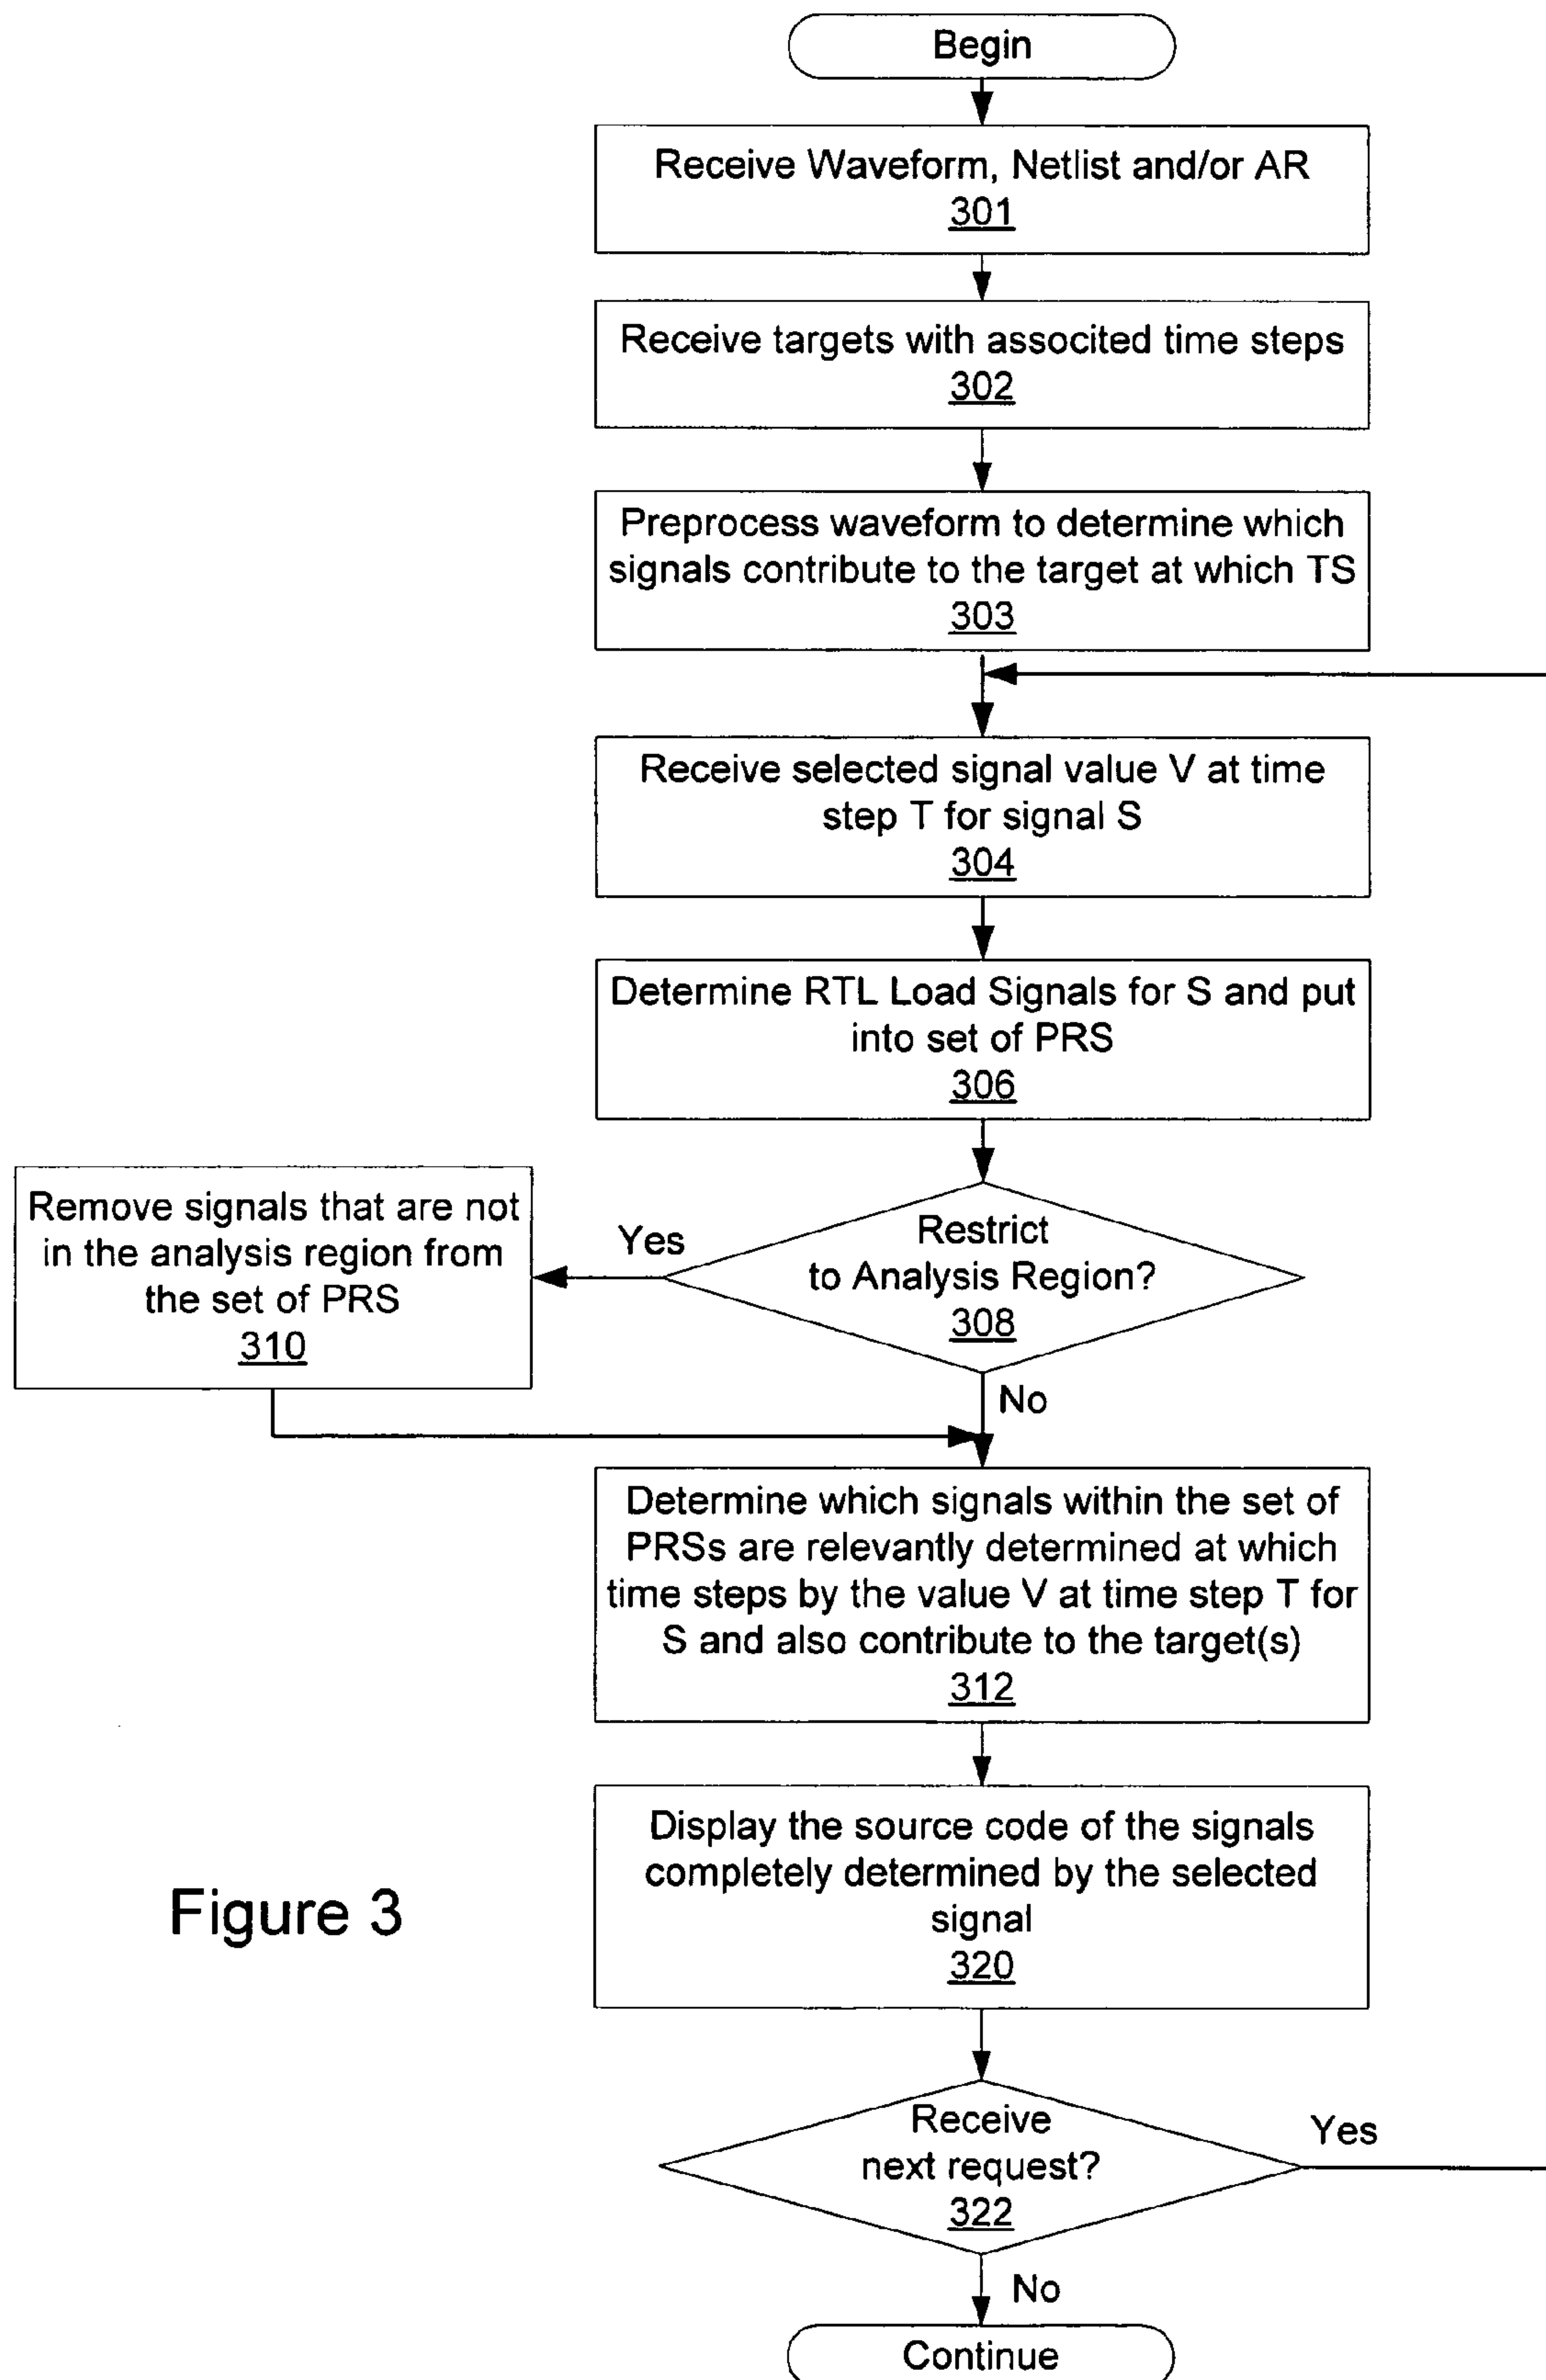 Begin
Receive Waveform, Netlist and/or AR
301
Receive targets with associted time steps
302
Preprocess waveform to determine which
signals contribute to the target at which TS
303
Receive selected signal value V at time
step T for signal S
304
Determine RTL Load Signals for S and put
into set of PRS
306
Restrict
to Analysis Region?
308
Yes
Remove signals that are not
in the analysis region from
the set of PRS
310
No
Determine which signals within the set of
PRSs are relevantly determined at which
time steps by the value V at time step T for
S and also contribute to the target(s)
312
Display the source code of the signals
completely determined by the selected
signal
320
Figure 3
Receive
next request?
322
Yes
No
Continue